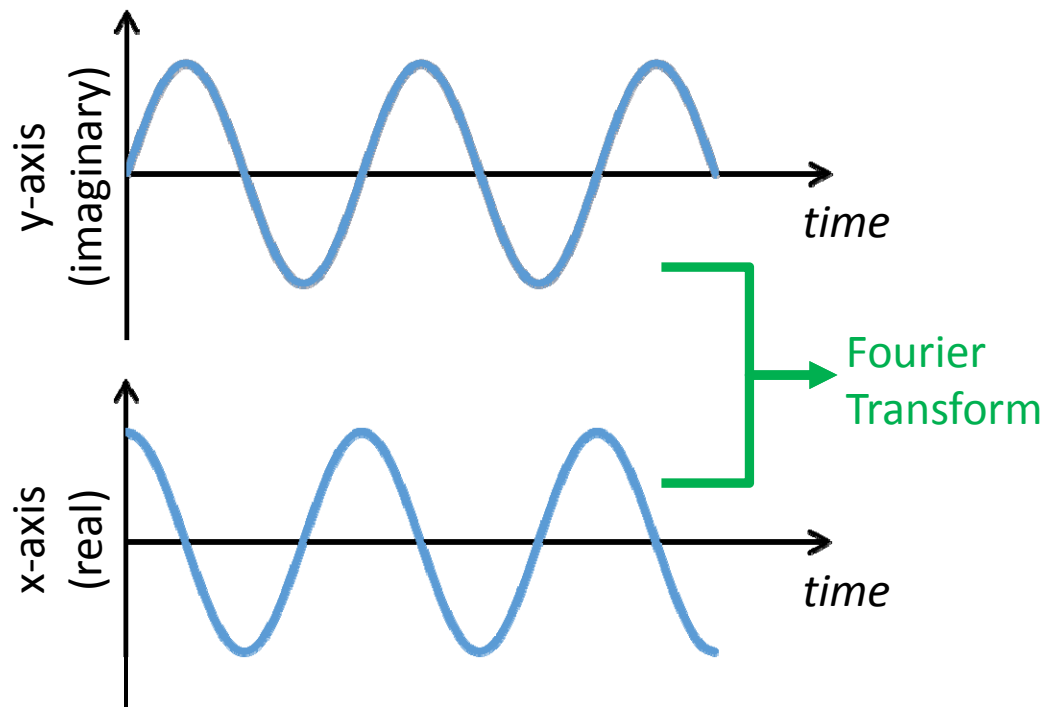 y-axis
(imaginary)
time
Fourier
Transform
x-axis
(real)
time